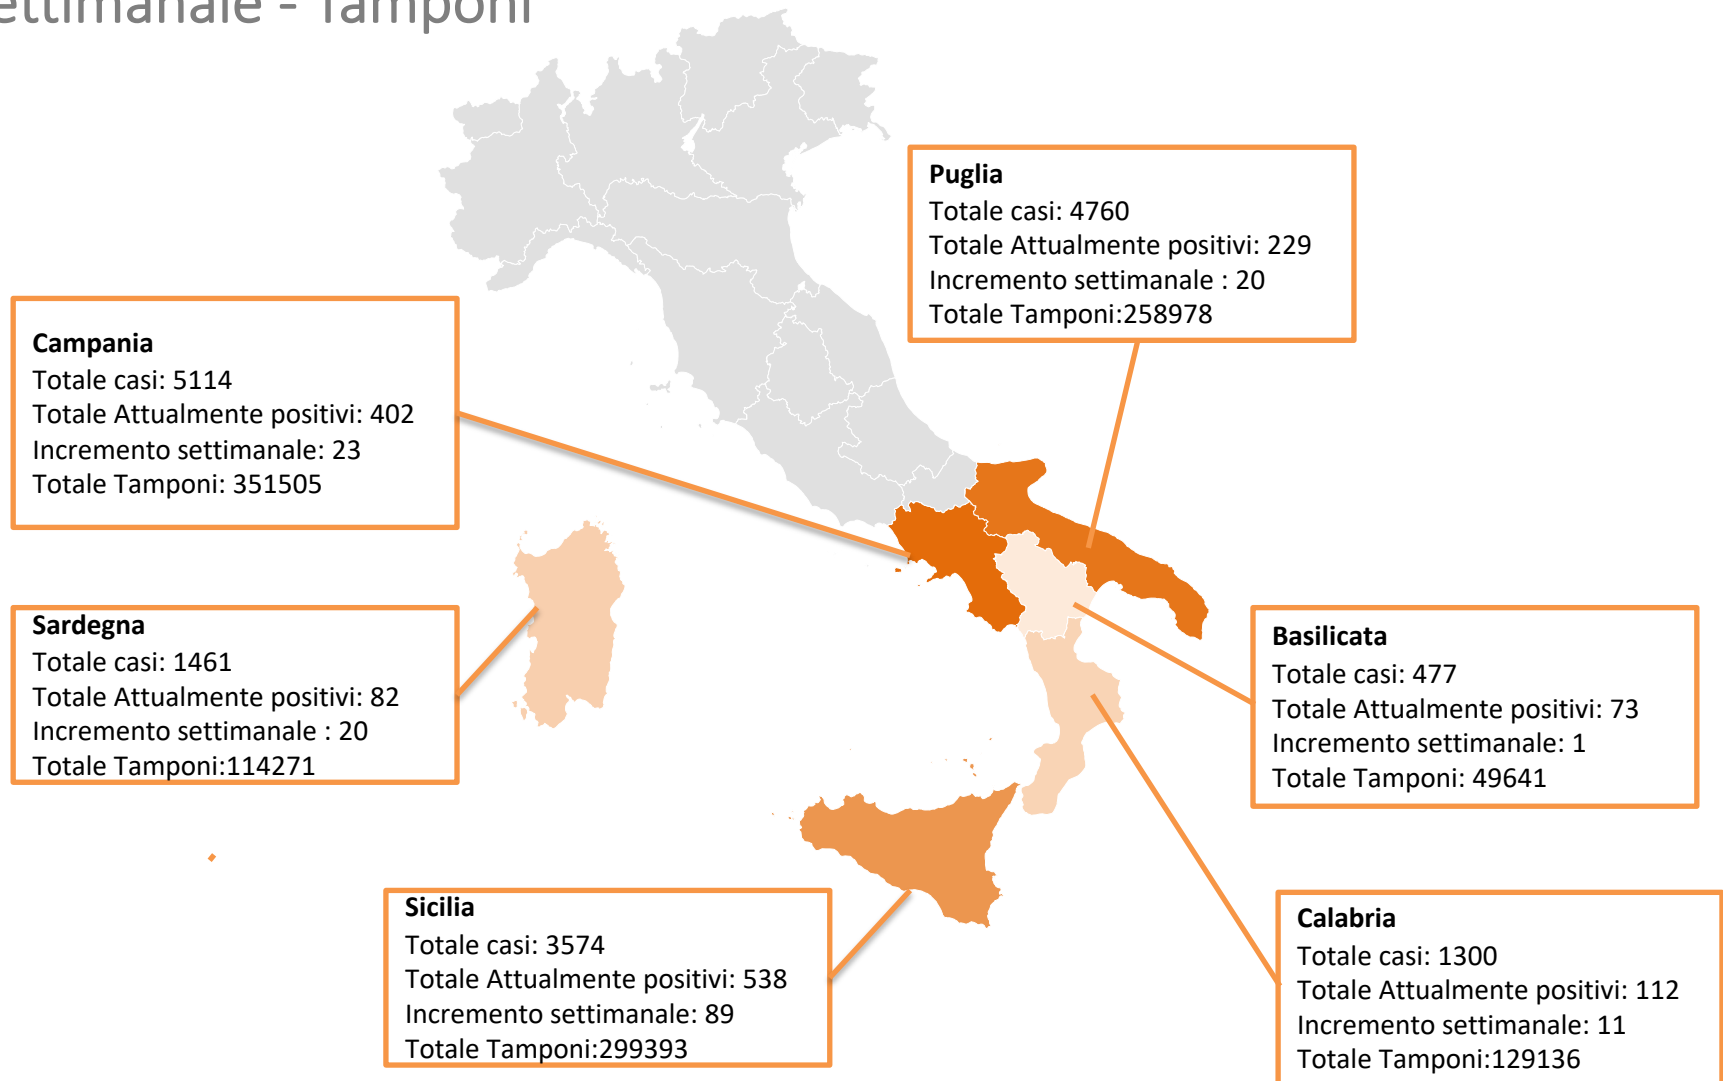 ettimanale - Tamponi
Puglia
Totale casi: 4760
Totale Attualmente positivi: 229
Incremento settimanale : 20
Totale Tamponi:258978
Campania
Totale casi: 5114
Totale Attualmente positivi: 402
Incremento settimanale: 23
Totale Tamponi: 351505
Sardegna
Totale casi: 1461
Totale Attualmente positivi: 82
Incremento settimanale : 20
Totale Tamponi:114271
Basilicata
Totale casi: 477
Totale Attualmente positivi: 73
Incremento settimanale: 1
Totale Tamponi: 49641
Sicilia
Totale casi: 3574
Totale Attualmente positivi: 538
Incremento settimanale: 89
Totale Tamponi:299393
Calabria
Totale casi: 1300
Totale Attualmente positivi: 112
Incremento settimanale: 11
Totale Tamponi:129136